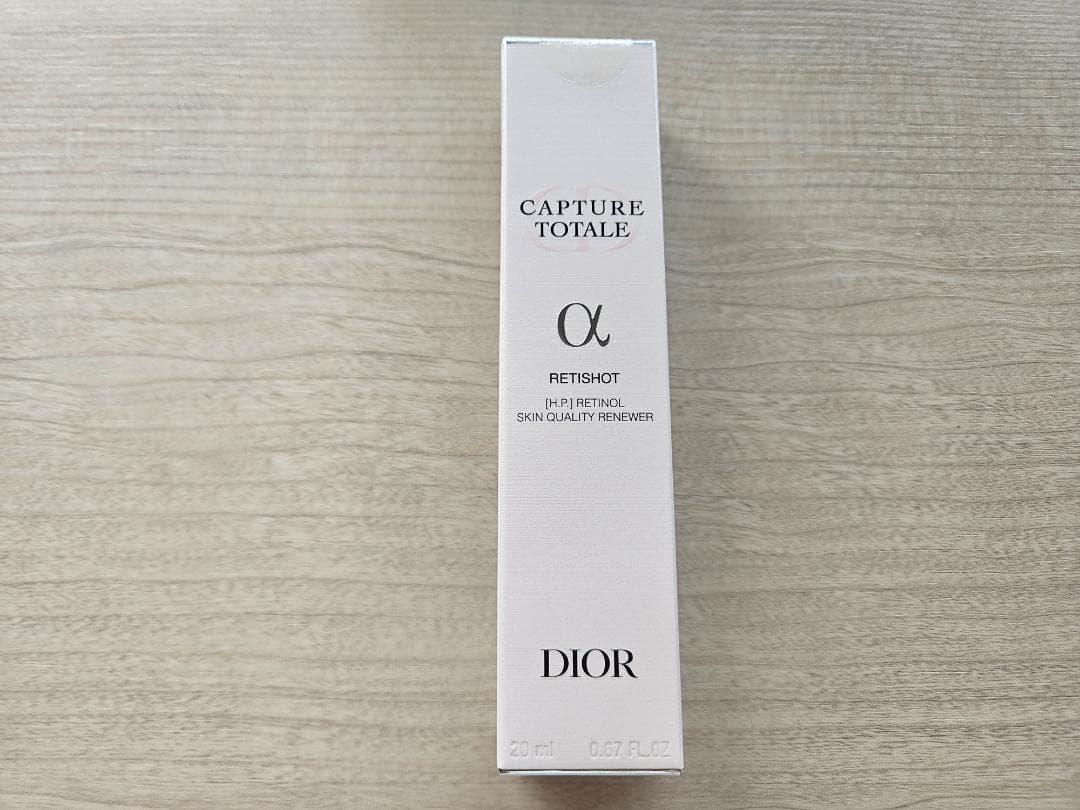 CAPTURE
TOTALE
α
RETISHOT
[H.P.] RETINOL
SKIN QUALITY RENEWER
DIOR
20 ml 0.67 FL.OZ